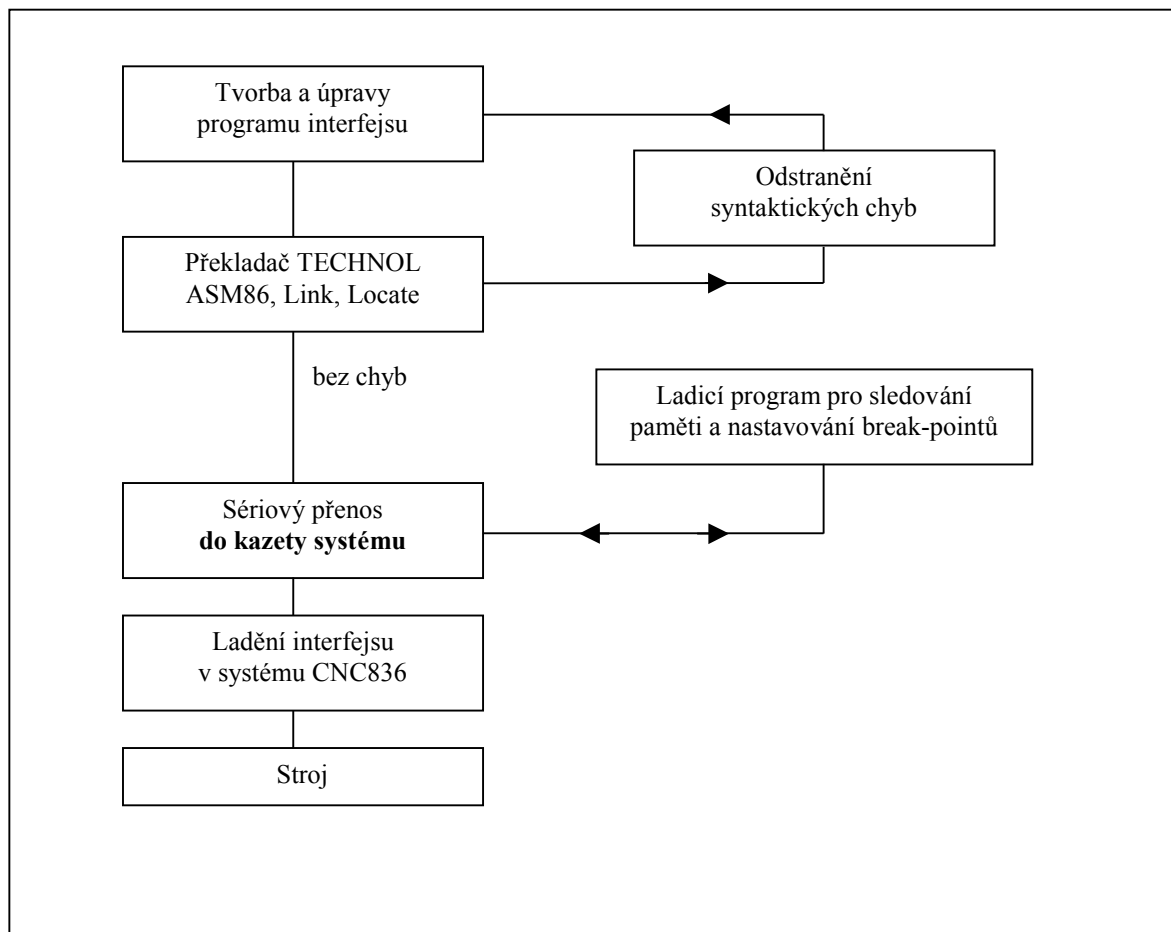 Tvorba a úpravy
programu interfejsu
Odstranění
syntaktických chyb
Překladač TECHNOL
ASM86, Link, Locate
bez chyb
Ladicí program pro sledování
paměti a nastavování break-pointů
Sériový přenos
do kazety systému
Ladění interfejsu
v systému CNC836
Stroj